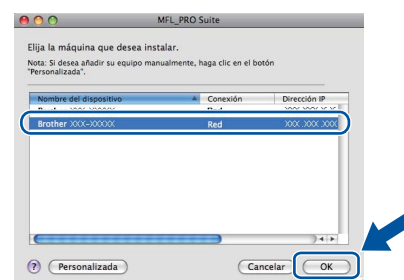 MFL_PRO Suite
Elija la máquina que desea instalar.
Nota: Si desea añadir su equipo manualmente, haga clic en el botón
"Personalizada".
Nombre del dispositivo Conexión Dirección IP
Brother XXX-XXXXX Red XXX.XXX.XXX
? Personalizada Cancelar OK